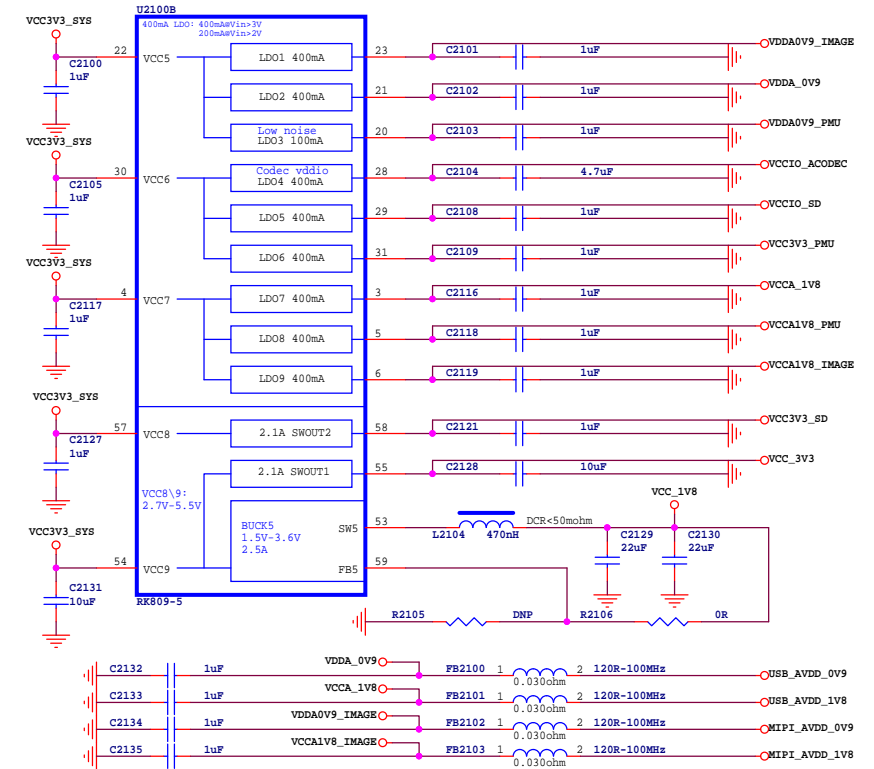 U2100B
400mA LDO: 400mA@Vin>3V
200mA@Vin>2V
VCC3V3_SYS
22
VCC5
C2100
1uF
LDO1 400mA
23
C2101
1uF
VDDA0V9_IMAGE
LDO2 400mA
21
C2102
1uF
VDDA_0V9
Low noise
LDO3 100mA
20
C2103
1uF
VDDA0V9_PMU
VCC3V3_SYS
30
VCC6
C2105
1uF
Codec vddio
LDO4 400mA
28
C2104
4.7uF
VCCIO_ACODEC
LDO5 400mA
29
C2108
1uF
VCCIO_SD
LDO6 400mA
31
C2109
1uF
VCC3V3_PMU
VCC3V3_SYS
4
VCC7
C2117
1uF
LDO7 400mA
3
C2116
1uF
VCCA_1V8
LDO8 400mA
5
C2118
1uF
VCCA1V8_PMU
LDO9 400mA
6
C2119
1uF
VCCA1V8_IMAGE
VCC3V3_SYS
57
VCC8
C2127
1uF
2.1A SWOUT2
58
C2121
1uF
VCC3V3_SD
2.1A SWOUT1
55
C2128
10uF
VCC_3V3
VCC8\9:
2.7V-5.5V
BUCK5
1.5V-3.6V
2.5A
SW5
53
L2104
470nH
DCR<50mohm
VCC_1V8
C2129
22uF
C2130
22uF
VCC3V3_SYS
54
VCC9
C2131
10uF
FB5
59
RK809-5
R2105
DNP
R2106
0R
C2132
1uF
VDDA_0V9
FB2100
1
2
120R-100MHz
0.030ohm
USB_AVDD_0V9
C2133
1uF
VCCA_1V8
FB2101
1
2
120R-100MHz
0.030ohm
USB_AVDD_1V8
C2134
1uF
VDDA0V9_IMAGE
FB2102
1
2
120R-100MHz
0.030ohm
MIPI_AVDD_0V9
C2135
1uF
VCCA1V8_IMAGE
FB2103
1
2
120R-100MHz
0.030ohm
MIPI_AVDD_1V8